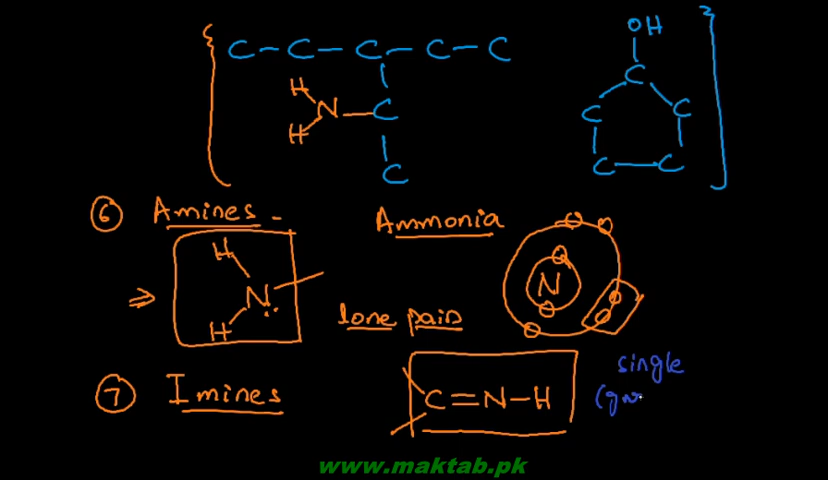 OH
C - C - C - C - C
H
C
N - C
C
C
H
C
C - C
⑥ Amines -
Ammonia
H
N
⇒
N
H
lone pair
single
⑦ Imines
C = N - H
www.maktab.pk